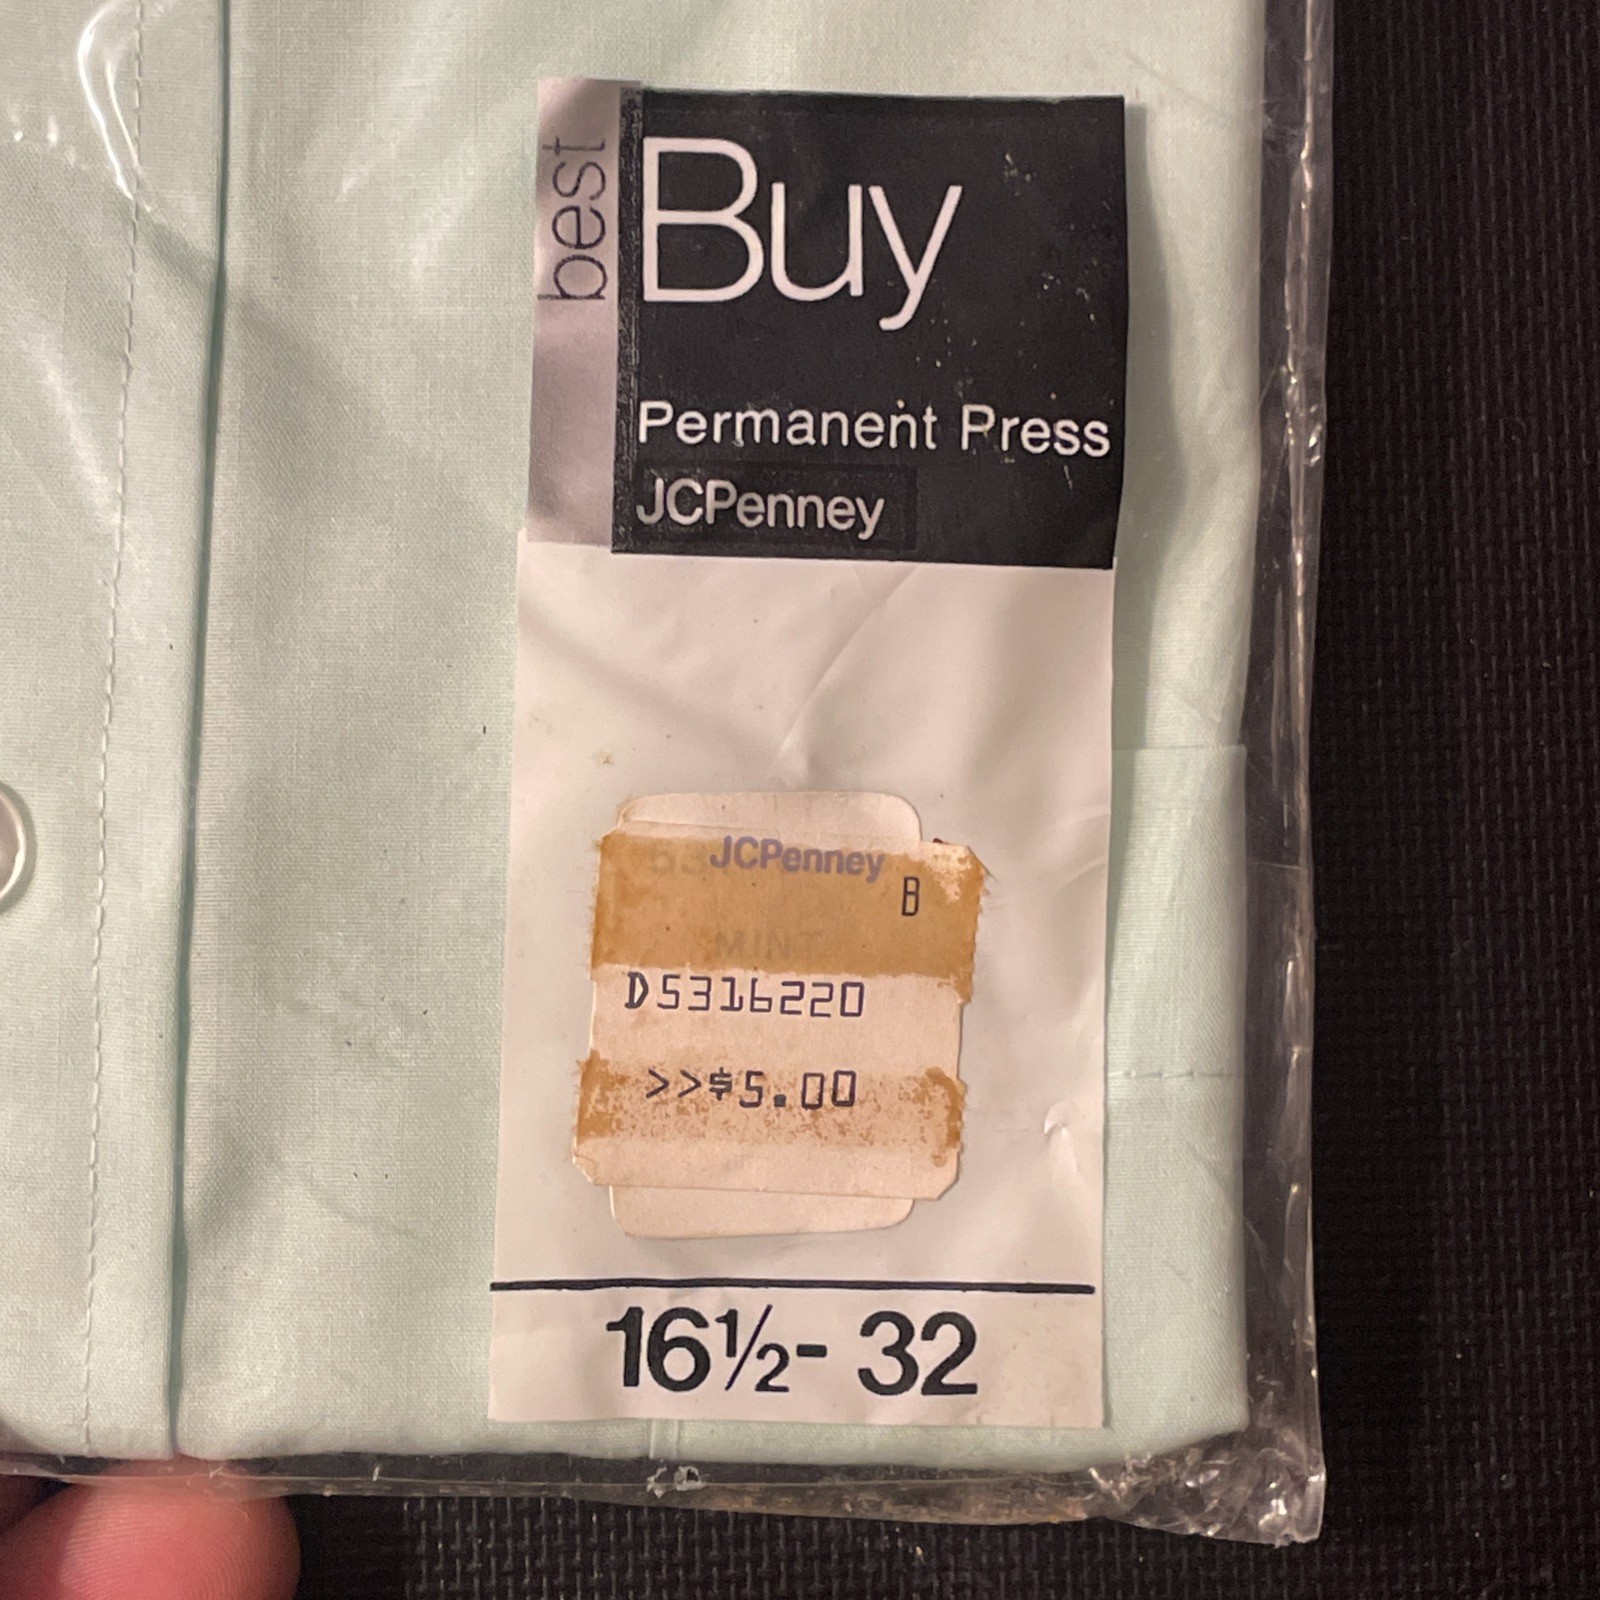 best
Buy
Permanent Press
JCPenney
JCPenney
B
MINT
D5316220
>>$5.00
16½-32